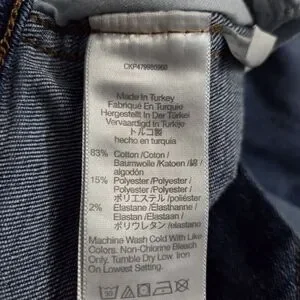 CKP479985960
Made In Turkey
Fabriqué En Turquie
Hergestellt In Der Türkei
Vervaardigd In Turkije
トルコ製
hecho en turquia
83% Cotton /Coton /
Baumwolle /Katoen /綿 /
algodón
15% Polyester /Polyester /
Polyester /Polyester /
ポリエステル /poliéster
2% Elastane /Elasthanne /
Elastan /Elastaan /
ポリウレタン /elastano
Machine Wash Cold With Like
Colors. Non-Chlorine Bleach
Only. Tumble Dry Low. Iron
On Lowest Setting.